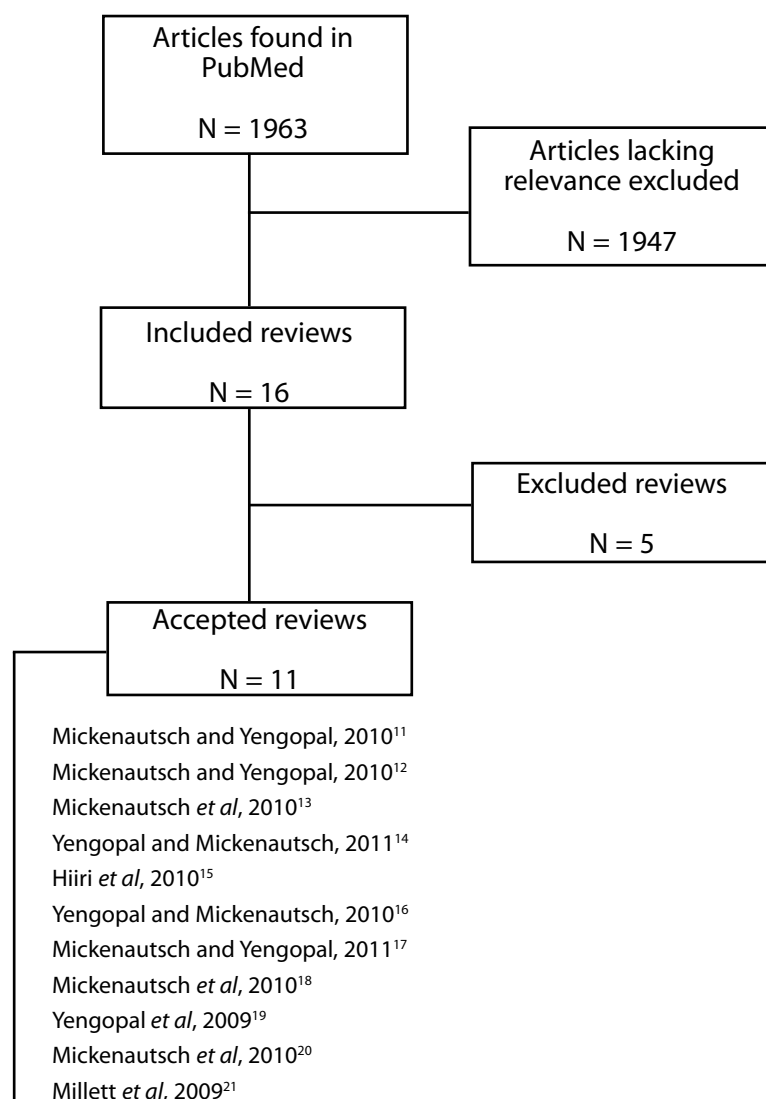 Articles found in
PubMed
N = 1963
Articles lacking
relevance excluded
N = 1947
Included reviews
N = 16
Excluded reviews
N = 5
Accepted reviews
N = 11
Mickenautsch and Yengopal, 2010¹¹
Mickenautsch and Yengopal, 2010¹²
Mickenautsch et al, 2010¹³
Yengopal and Mickenautsch, 2011¹⁴
Hiiri et al, 2010¹⁵
Yengopal and Mickenautsch, 2010¹⁶
Mickenautsch and Yengopal, 2011¹⁷
Mickenautsch et al, 2010¹⁸
Yengopal et al, 2009¹⁹
Mickenautsch et al, 2010²⁰
Millett et al, 2009²¹